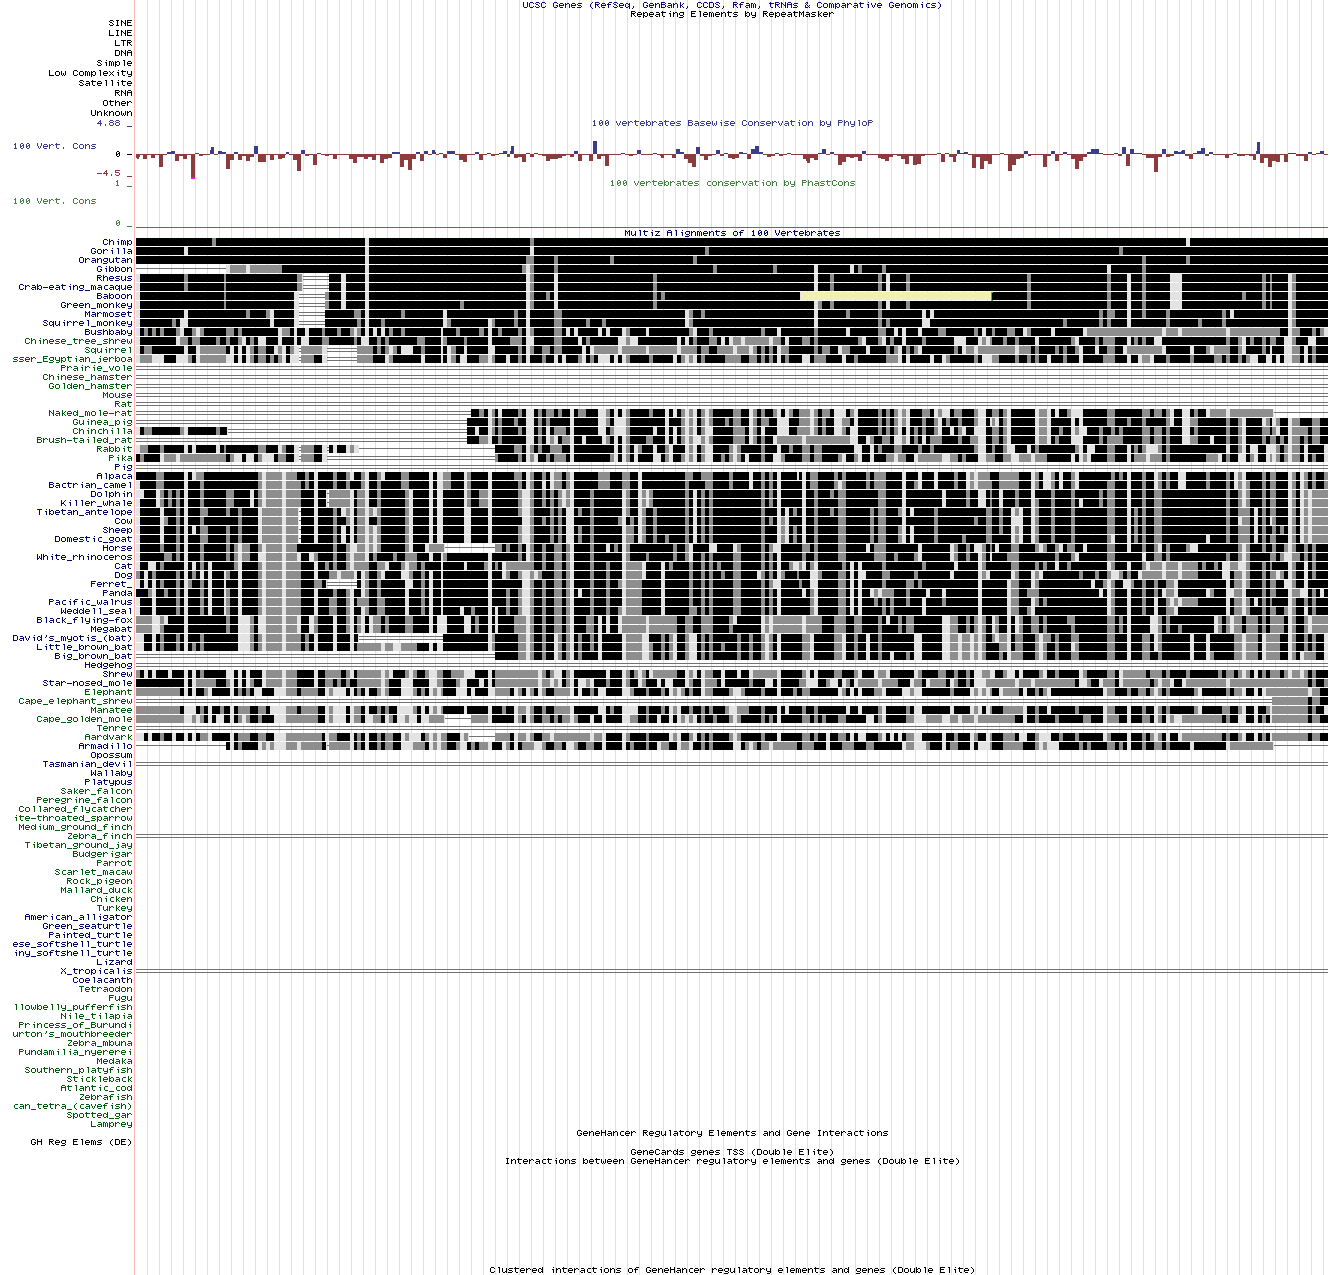 UCSC Genes (RefSeq, GenBank, CCDS, Rfam, tRNAs & Comparative Genomics)
Repeating Elements by RepeatMasker
SINE
LINE
LTR
DNA
Simple
Low Complexity
Satellite
RNA
Other
Unknown
4.88 _
100 vertebrates Basewise Conservation by PhyloP
100 Vert. Cons
0 -
-4.5 _
1 _
100 vertebrates conservation by PhastCons
100 Vert. Cons
0 _
Multiz Alignments of 100 Vertebrates
Chimp
Gorilla
Orangutan
Gibbon
Rhesus
Crab-eating_macaque
Baboon
Green_monkey
Marmoset
Squirrel_monkey
Bushbaby
Chinese_tree_shrew
Squirrel
sser_Egyptian_jerboa
Prairie_vole
Chinese_hamster
Golden_hamster
Mouse
Rat
Naked_mole-rat
Guinea_pig
Chinchilla
Brush-tailed_rat
Rabbit
Pika
Pig
Alpaca
Bactrian_camel
Dolphin
Killer_whale
Tibetan_antelope
Cow
Sheep
Domestic_goat
Horse
White_rhinoceros
Cat
Dog
Ferret_
Panda
Pacific_walrus
Weddell_seal
Black_flying-fox
Megabat
David's_myotis_(bat)
Little_brown_bat
Big_brown_bat
Hedgehog
Shrew
Star-nosed_mole
Elephant
Cape_elephant_shrew
Manatee
Cape_golden_mole
Tenrec
Aardvark
Armadillo
Opossum
Tasmanian_devil
Wallaby
Platypus
Saker_falcon
Peregrine_falcon
Collared_flycatcher
ite-throated_sparrow
Medium_ground_finch
Zebra_finch
Tibetan_ground_jay
Budgerigar
Parrot
Scarlet_macaw
Rock_pigeon
Mallard_duck
Chicken
Turkey
American_alligator
Green_seaturtle
Painted_turtle
ese_softshell_turtle
iny_softshell_turtle
Lizard
X_tropicalis
Coelacanth
Tetraodon
Fugu
llowbelly_pufferfish
Nile_tilapia
Princess_of_Burundi
urton's_mouthbreeder
Zebra_mbuna
Pundamilia_nyererei
Medaka
Southern_platyfish
Stickleback
Atlantic_cod
Zebrafish
can_tetra_(cavefish)
Spotted_gar
Lamprey
GeneHancer Regulatory Elements and Gene Interactions
GH Reg Elems (DE)
GeneCards genes TSS (Double Elite)
Interactions between GeneHancer regulatory elements and genes (Double Elite)
Clustered interactions of GeneHancer regulatory elements and genes (Double Elite)